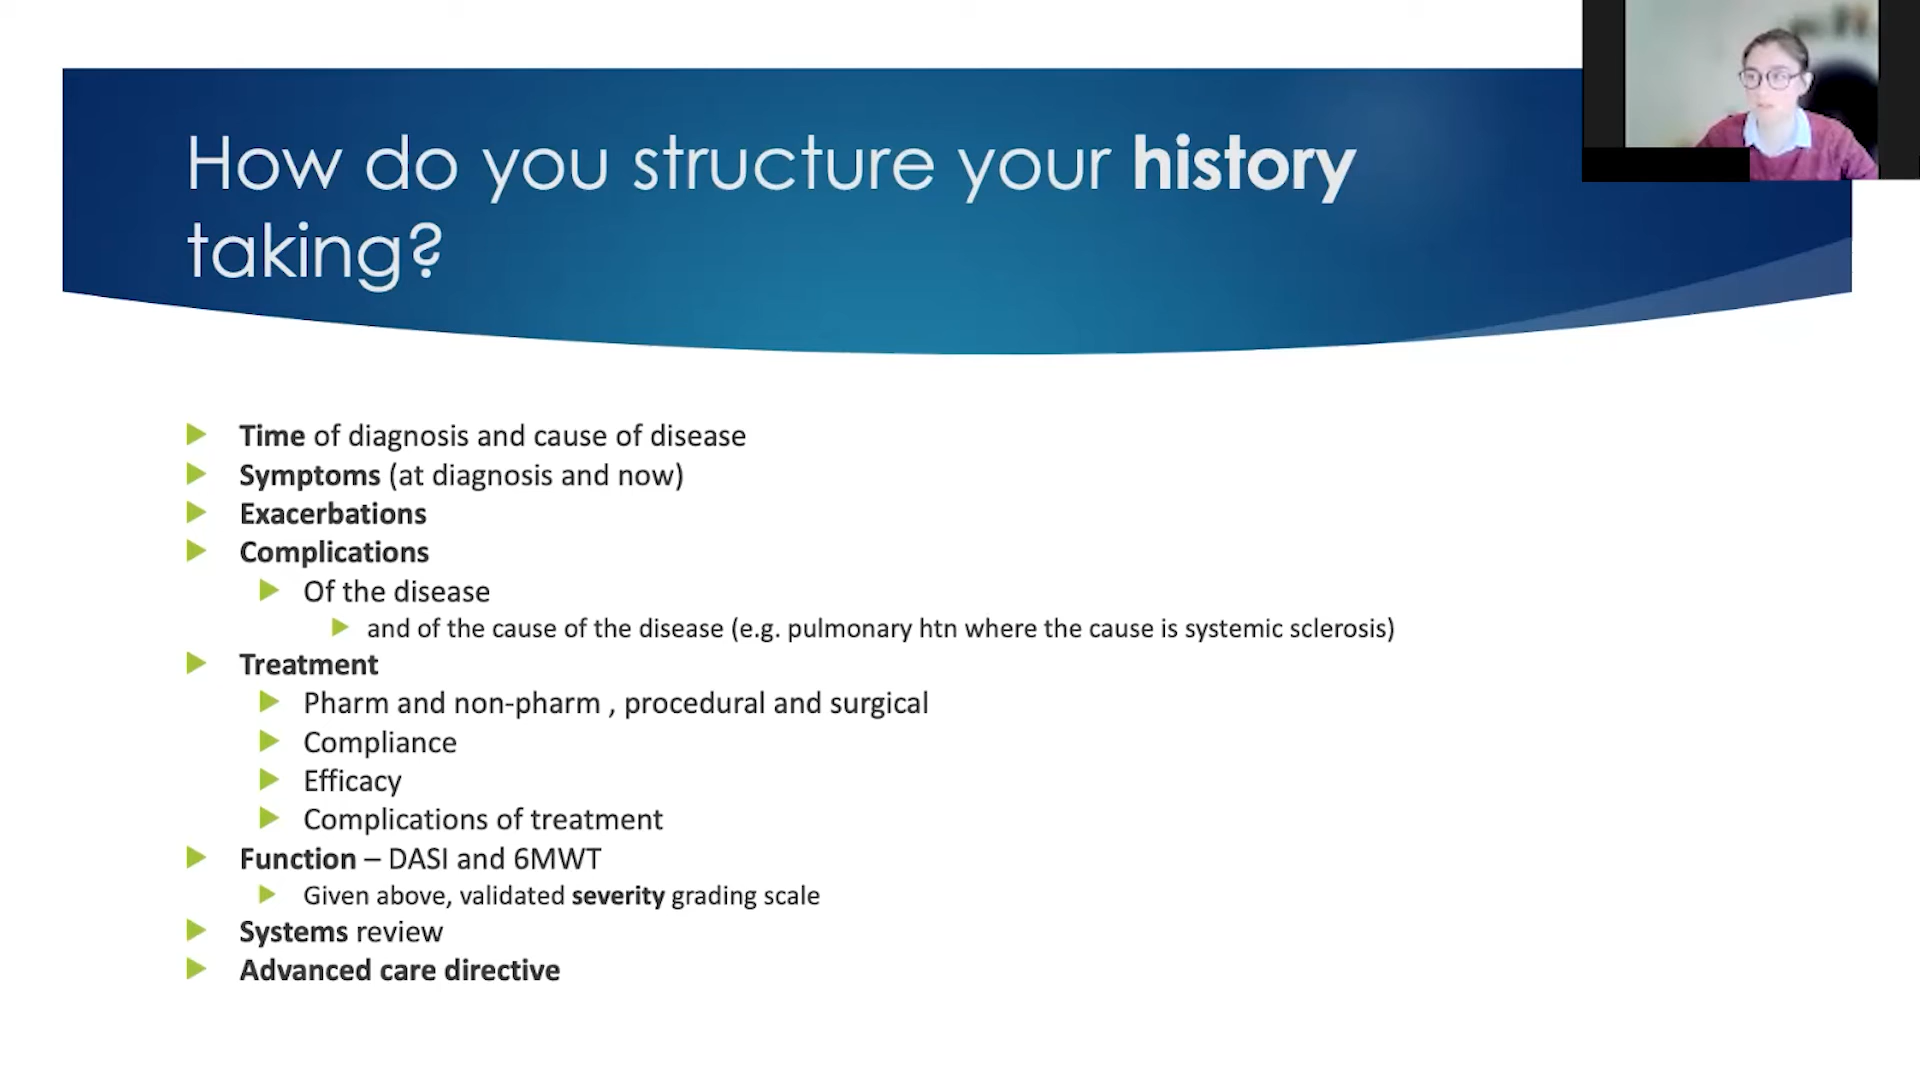 How do you structure your history
taking?
Time of diagnosis and cause of disease
Symptoms (at diagnosis and now)
Exacerbations
Complications
Of the disease
and of the cause of the disease (e.g. pulmonary htn where the cause is systemic sclerosis)
Treatment
Pharm and non-pharm , procedural and surgical
Compliance
Efficacy
Complications of treatment
Function – DASI and 6MWT
Given above, validated severity grading scale
Systems review
Advanced care directive